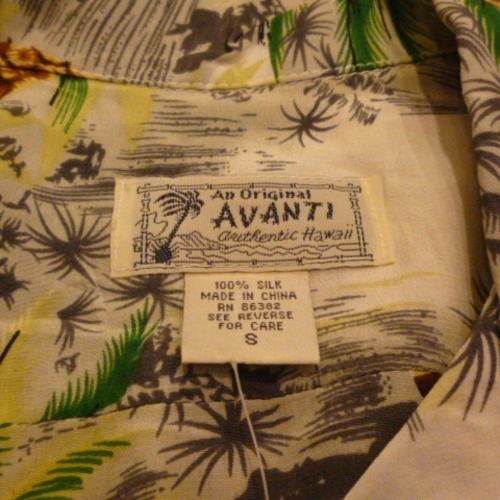 An Original
AVANTI
authentic Hawaii
100% SILK
MADE IN CHINA
RN 86382
SEE REVERSE
FOR CARE
S